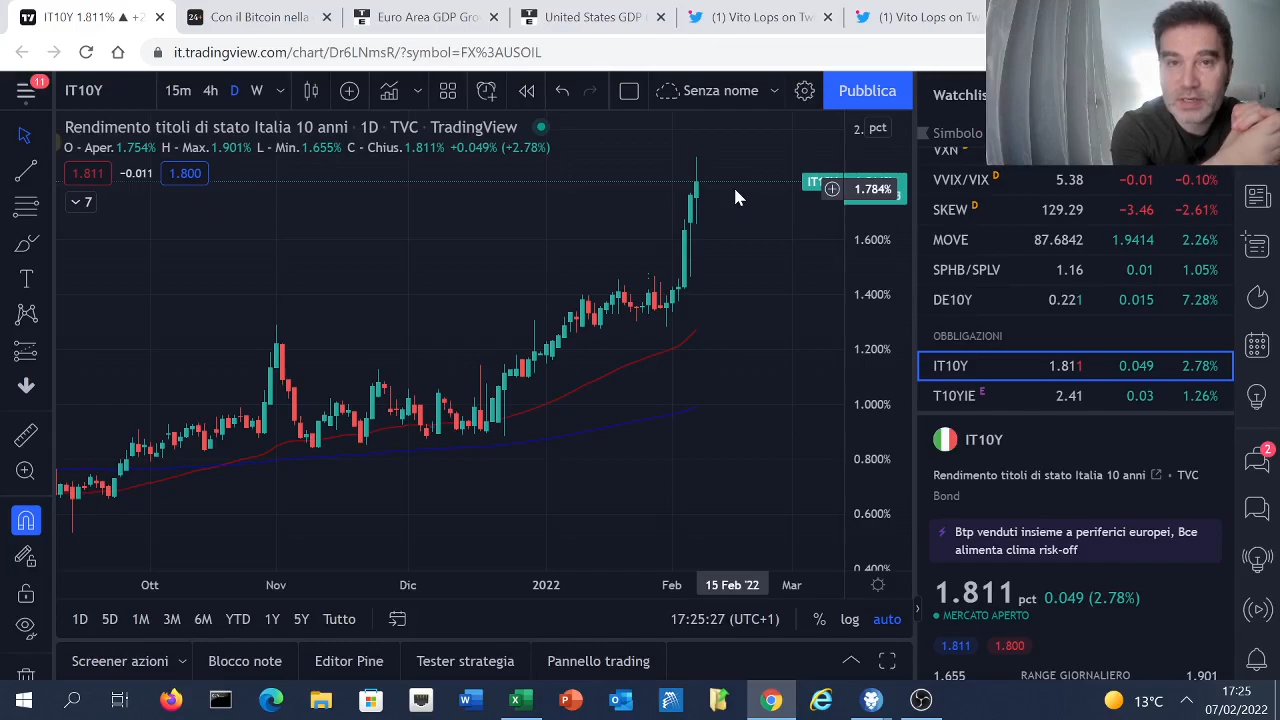 IT10Y 1.811% ▲ +2
24+ Con il Bitcoin nella
Euro Area GDP Gro
United States GDP
(1) Vito Lops on Tw
(1) Vito Lops on Tw
it.tradingview.com/chart/Dr6LNmsR/?symbol=FX%3AUSOIL
11
IT10Y 15m 4h D W Senza nome Pubblica
Rendimento titoli di stato Italia 10 anni · 1D · TVC · TradingView
O - Aper. 1.754% H - Max. 1.901% L - Min. 1.655% C - Chius. 1.811% +0.049% (+2.78%)
1.811 -0.011 1.800
7
pct
1.784%
1.600%
1.400%
1.200%
1.000%
0.800%
0.600%
0.400%
Ott Nov Dic 2022 Feb 15 Feb '22 Mar
1D 5D 1M 3M 6M YTD 1Y 5Y Tutto 17:25:27 (UTC+1) % log auto
Screener azioni Blocco note Editor Pine Tester strategia Pannello trading
Watchlis
Simbolo
VXN
VVIX/VIX D 5.38 -0.01 -0.10%
SKEW D 129.29 -3.46 -2.61%
MOVE 87.6842 1.9414 2.26%
SPHB/SPLV 1.16 0.01 1.05%
DE10Y 0.221 0.015 7.28%
OBBLIGAZIONI
IT10Y 1.811 0.049 2.78%
T10YIE E 2.41 0.03 1.26%
IT10Y
Rendimento titoli di stato Italia 10 anni • TVC
Bond
Btp venduti insieme a periferici europei, Bce
alimenta clima risk-off
1.811 pct 0.049 (2.78%)
MERCATO APERTO
1.811 1.800
1.655 RANGE GIORNALIERO 1.901
2
13°C
17:25
07/02/2022